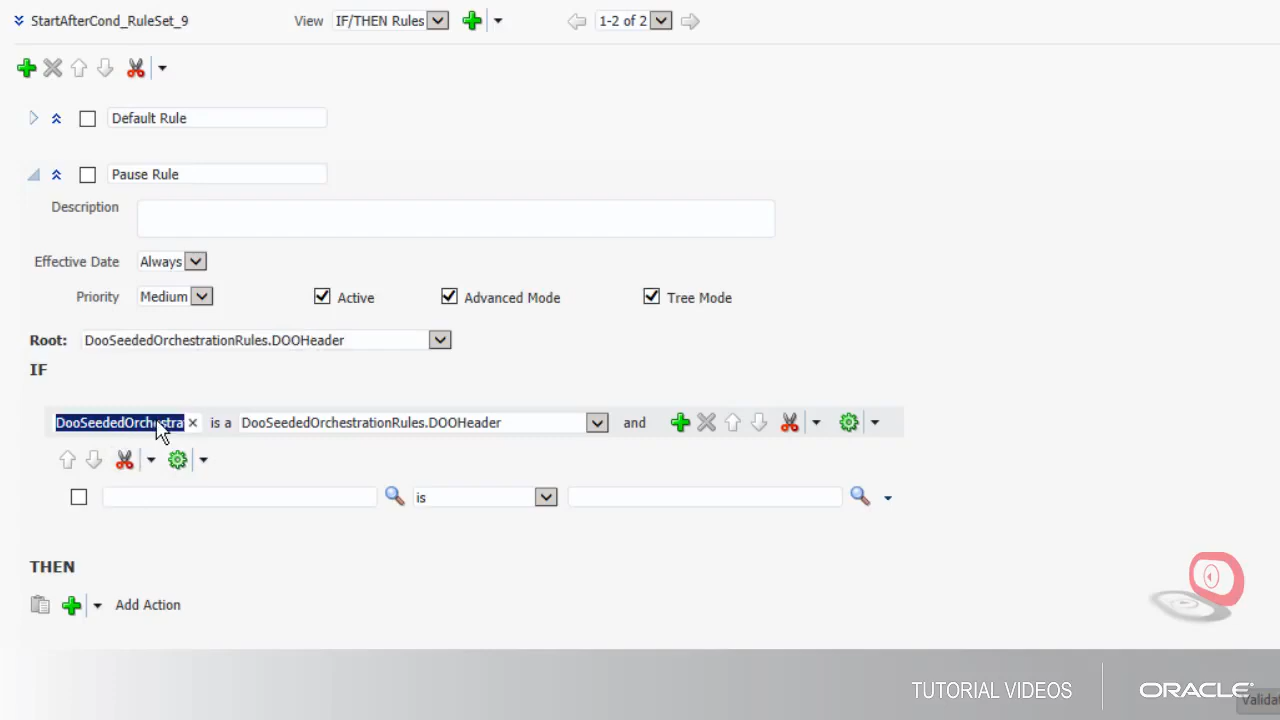 StartAfterCond_RuleSet_9 View IF/THEN Rules 1-2 of 2
Default Rule
Pause Rule
Description
Effective Date Always
Priority Medium Active Advanced Mode Tree Mode
Root: DooSeededOrchestrationRules.DOOHeader
IF
DooSeededOrchestra is a DooSeededOrchestrationRules.DOOHeader and
is
THEN
Add Action
TUTORIAL VIDEOS ORACLE